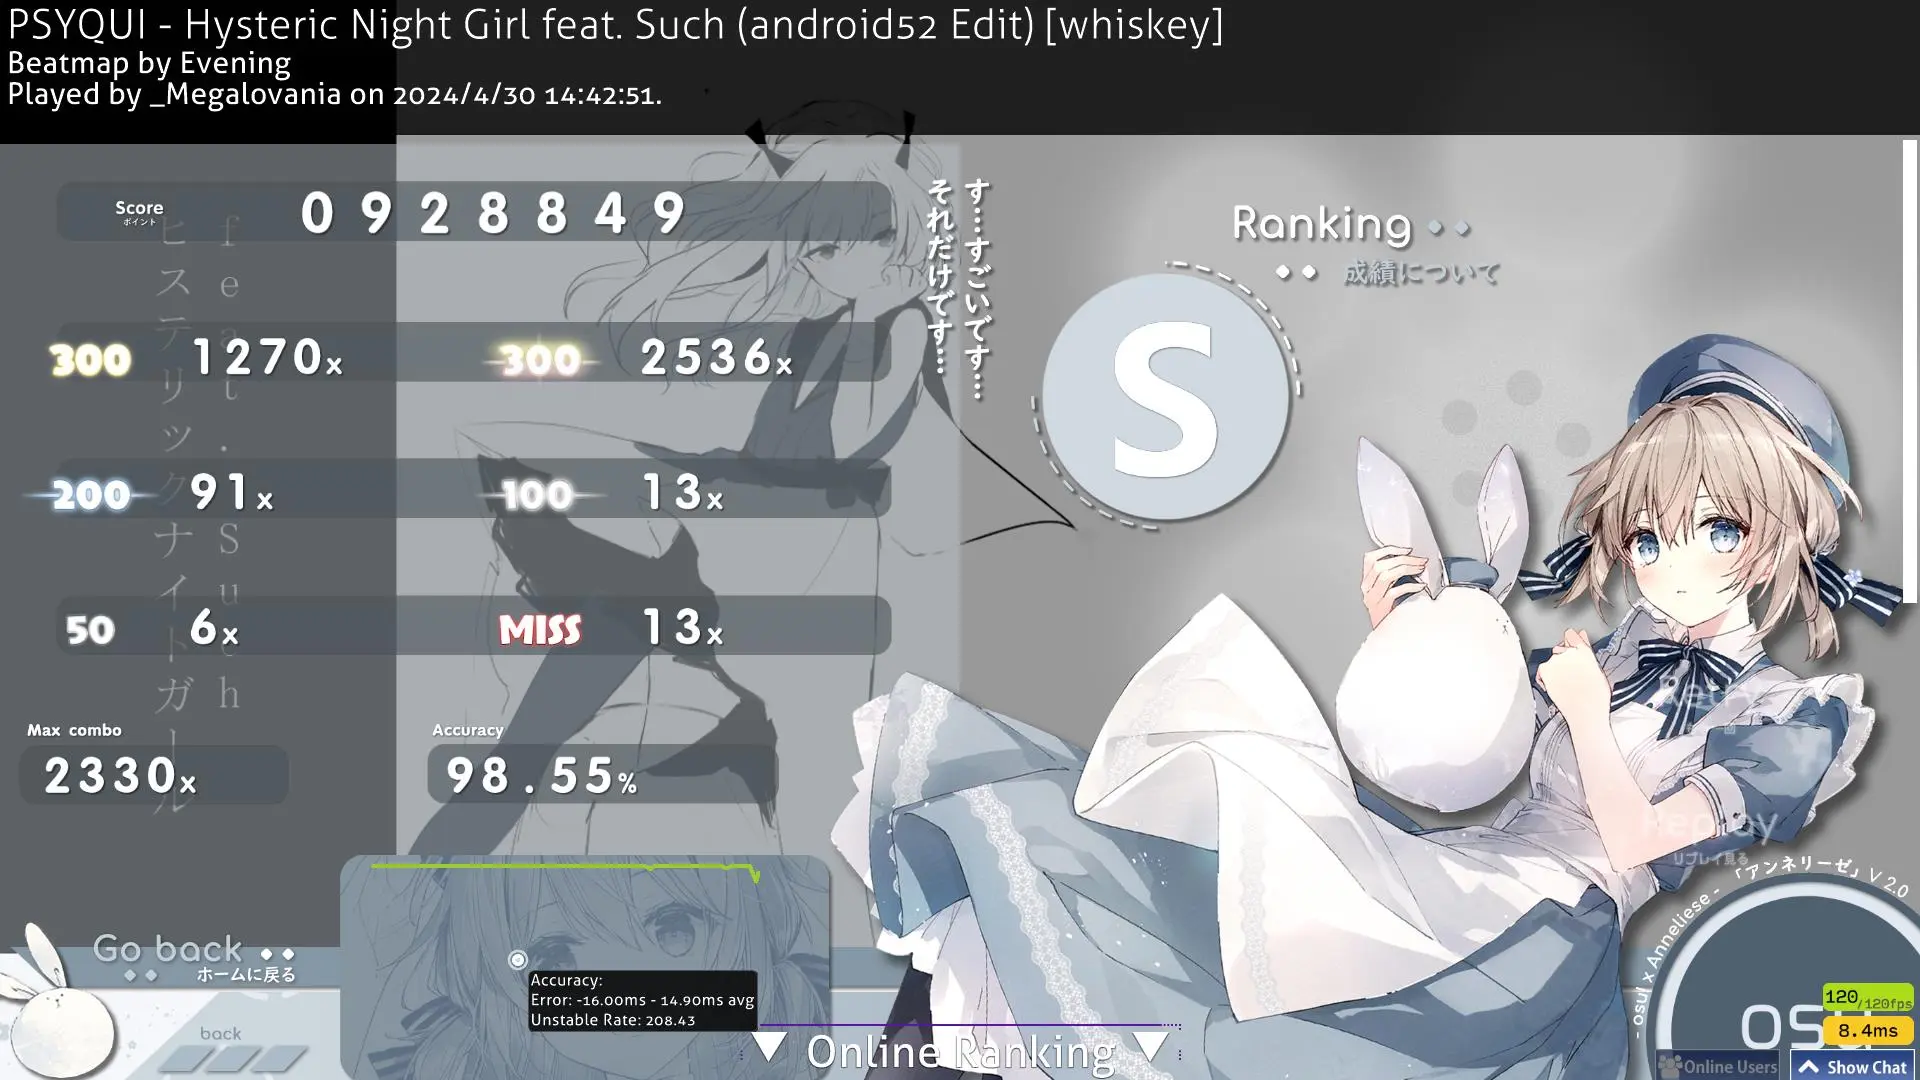 PSYQUI - Hysteric Night Girl feat. Such (android52 Edit) [whiskey]
Beatmap by Evening
Played by _Megalovania on 2024/4/30 14:42:51.
Score
ポイント
0928849
300 1270x 300 2536x
200 91x 100 13x
50 6x MISS 13x
Max combo
2330x
Accuracy
98.55%
ヒステリックナイトガール
feat. Such
す…すごいです…
それだけです…
Ranking
成績について
S
Replay
リプレイ見る
- osu! x Anneliese - 「アンネリーゼ」 V 2.0
Go back
ホームに戻る
back
Accuracy:
Error: -16.00ms - 14.90ms avg
Unstable Rate: 208.43
Online Ranking
120/120fps
8.4ms
Online Users
Show Chat